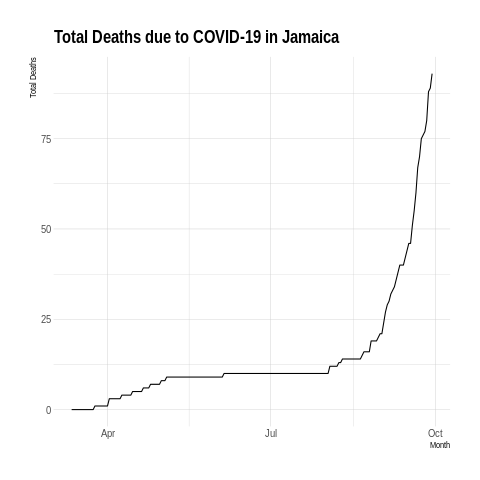 Total Deaths due to COVID-19 in Jamaica
Total Deaths
75
50
25
0
Apr
Jul
Oct
Month